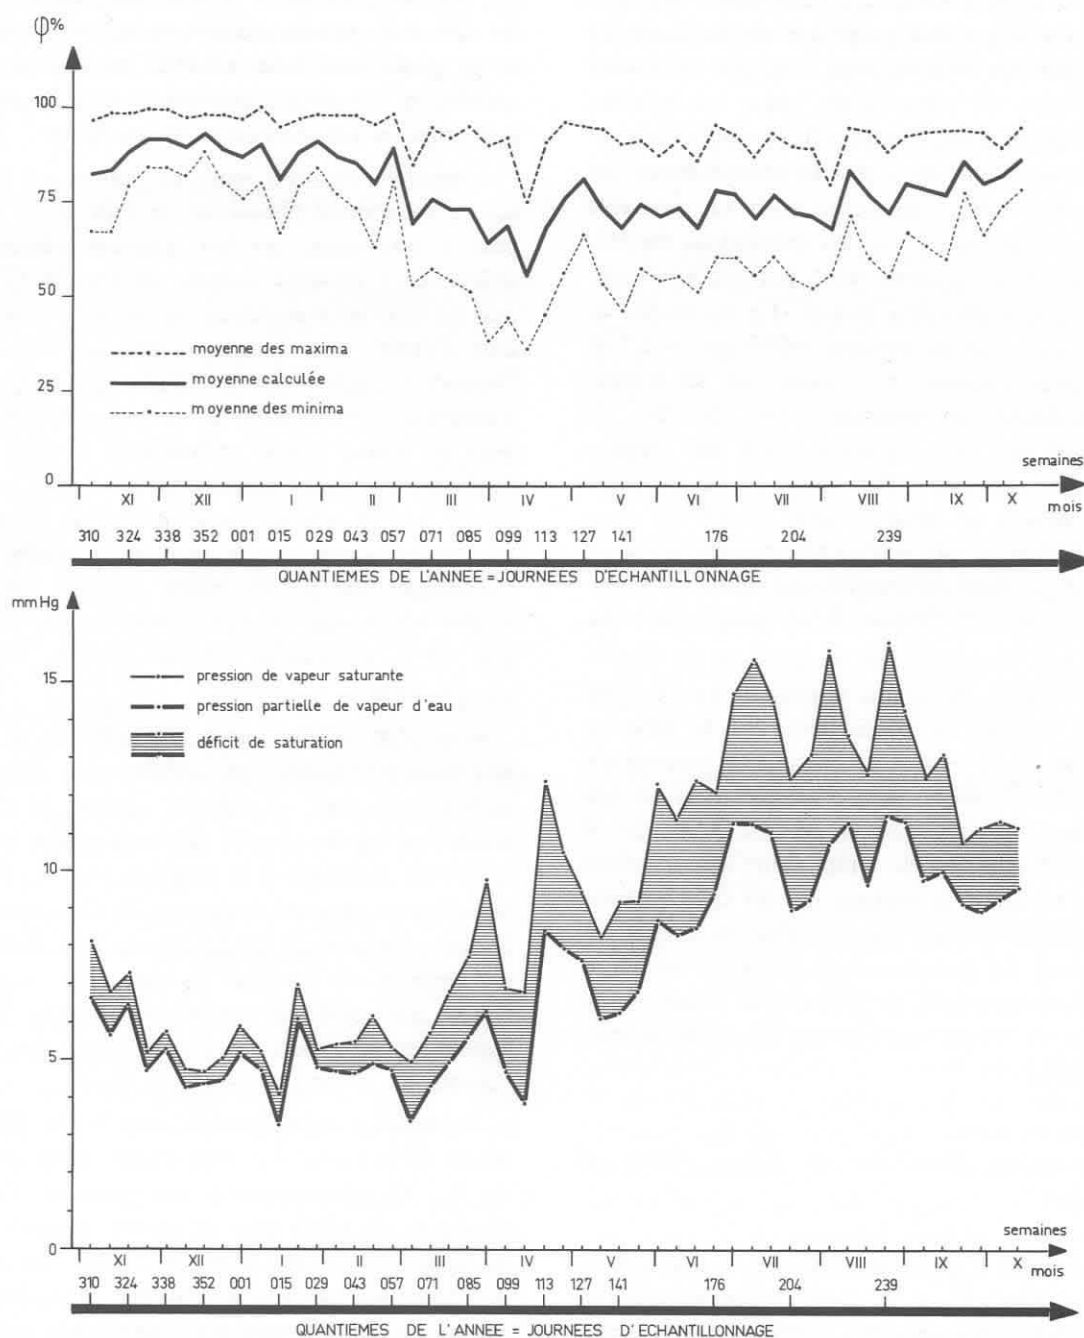 φ%
100
75
50
25
0
moyenne des maxima
moyenne calculée
moyenne des minima
semaines
XI XII I II III IV V VI VII VIII IX X
mois
310 324 338 352 001 015 029 043 057 071 085 099 113 127 141 176 204 239
QUANTIEMES DE L'ANNEE = JOURNEES D'ECHANTILLONNAGE
mm Hg
15
10
5
0
pression de vapeur saturante
pression partielle de vapeur d'eau
déficit de saturation
semaines
XI XII I II III IV V VI VII VIII IX X
mois
310 324 338 352 001 015 029 043 057 071 085 099 113 127 141 176 204 239
QUANTIEMES DE L'ANNEE = JOURNEES D'ECHANTILLONNAGE